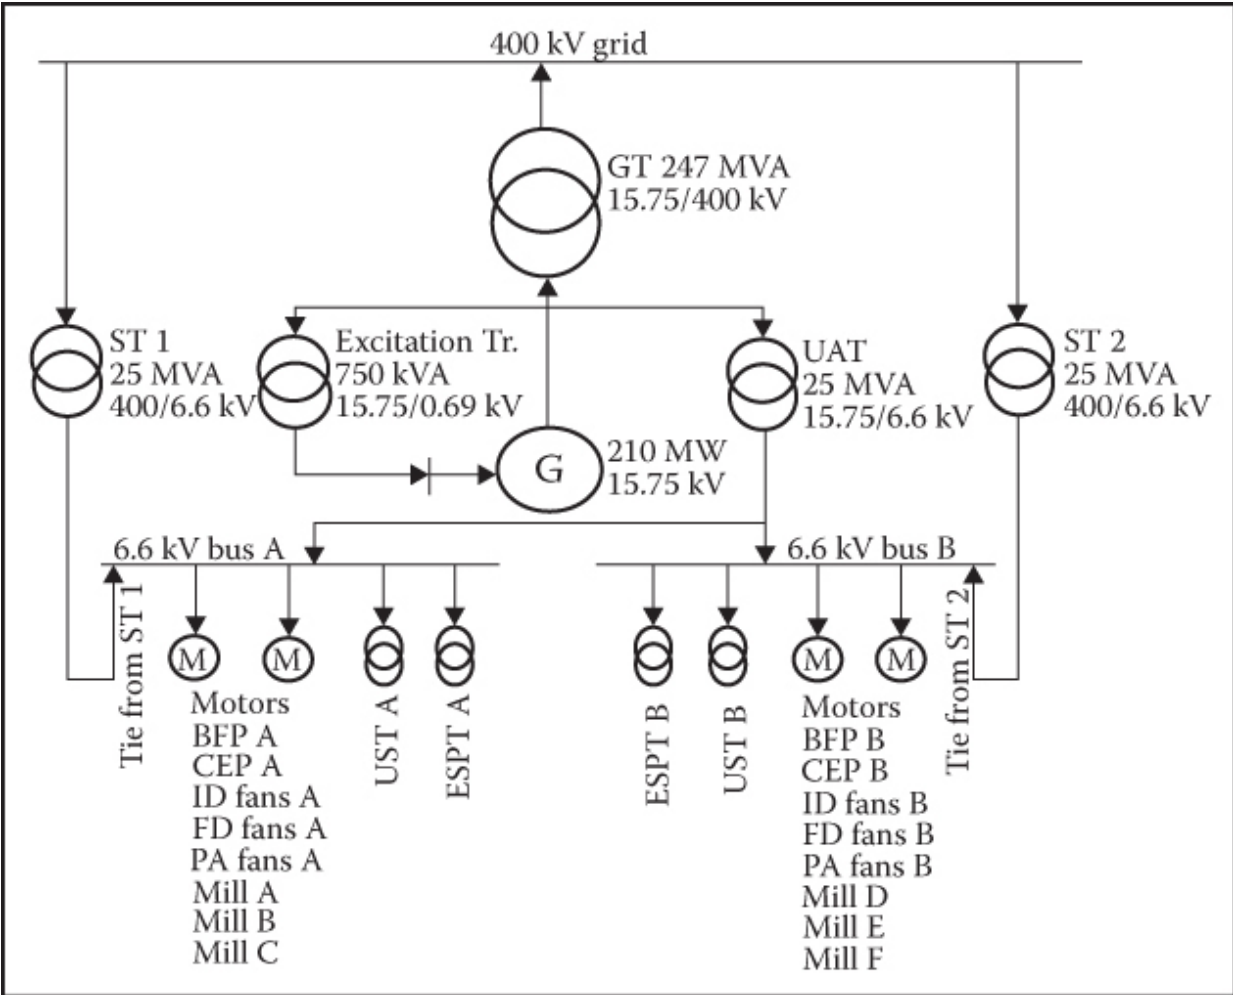 400 kV grid
GT 247 MVA
15.75/400 kV
ST 1
25 MVA
400/6.6 kV
Excitation Tr.
750 kVA
15.75/0.69 kV
UAT
25 MVA
15.75/6.6 kV
ST 2
25 MVA
400/6.6 kV
G
210 MW
15.75 kV
6.6 kV bus A
6.6 kV bus B
Tie from ST 1
M
M
Motors
BFP A
CEP A
ID fans A
FD fans A
PA fans A
Mill A
Mill B
Mill C
UST A
ESPT A
ESPT B
UST B
M
M
Motors
BFP B
CEP B
ID fans B
FD fans B
PA fans B
Mill D
Mill E
Mill F
Tie from ST 2